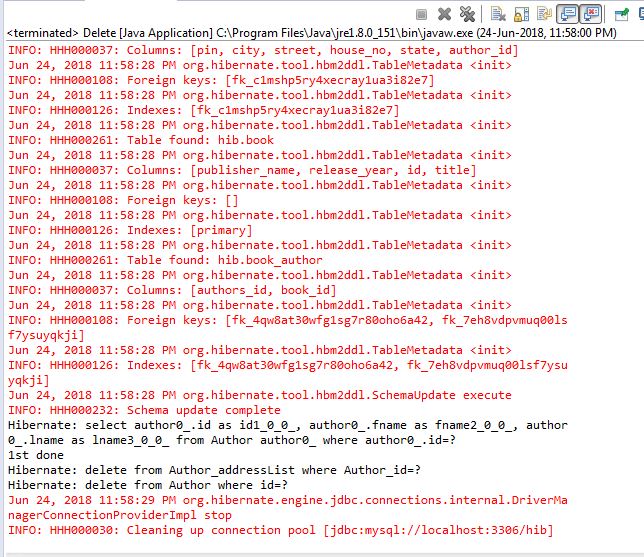 <terminated> Delete [Java Application] C:\Program Files\Java\jre1.8.0_151\bin\javaw.exe (24-Jun-2018, 11:58:00 PM)
INFO: HHH000037: Columns: [pin, city, street, house_no, state, author_id]
Jun 24, 2018 11:58:28 PM org.hibernate.tool.hbm2ddl.TableMetadata <init>
INFO: HHH000108: Foreign keys: [fk_c1mshp5ry4xecray1ua3i82e7]
Jun 24, 2018 11:58:28 PM org.hibernate.tool.hbm2ddl.TableMetadata <init>
INFO: HHH000126: Indexes: [fk_c1mshp5ry4xecray1ua3i82e7]
Jun 24, 2018 11:58:28 PM org.hibernate.tool.hbm2ddl.TableMetadata <init>
INFO: HHH000261: Table found: hib.book
Jun 24, 2018 11:58:28 PM org.hibernate.tool.hbm2ddl.TableMetadata <init>
INFO: HHH000037: Columns: [publisher_name, release_year, id, title]
Jun 24, 2018 11:58:28 PM org.hibernate.tool.hbm2ddl.TableMetadata <init>
INFO: HHH000108: Foreign keys: []
Jun 24, 2018 11:58:28 PM org.hibernate.tool.hbm2ddl.TableMetadata <init>
INFO: HHH000126: Indexes: [primary]
Jun 24, 2018 11:58:28 PM org.hibernate.tool.hbm2ddl.TableMetadata <init>
INFO: HHH000261: Table found: hib.book_author
Jun 24, 2018 11:58:28 PM org.hibernate.tool.hbm2ddl.TableMetadata <init>
INFO: HHH000037: Columns: [authors_id, book_id]
Jun 24, 2018 11:58:28 PM org.hibernate.tool.hbm2ddl.TableMetadata <init>
INFO: HHH000108: Foreign keys: [fk_4qw8at30wfg1sg7r80oho6a42, fk_7eh8vdpvmuq00ls
f7ysuyqkji]
Jun 24, 2018 11:58:28 PM org.hibernate.tool.hbm2ddl.TableMetadata <init>
INFO: HHH000126: Indexes: [fk_4qw8at30wfg1sg7r80oho6a42, fk_7eh8vdpvmuq00lsf7ysu
yqkji]
Jun 24, 2018 11:58:28 PM org.hibernate.tool.hbm2ddl.SchemaUpdate execute
INFO: HHH000232: Schema update complete
Hibernate: select author0_.id as id1_0_0_, author0_.fname as fname2_0_0_, author
0_.lname as lname3_0_0_ from Author author0_ where author0_.id=?
1st done
Hibernate: delete from Author_addressList where Author_id=?
Hibernate: delete from Author where id=?
Jun 24, 2018 11:58:29 PM org.hibernate.engine.jdbc.connections.internal.DriverMa
nagerConnectionProviderImpl stop
INFO: HHH000030: Cleaning up connection pool [jdbc:mysql://localhost:3306/hib]